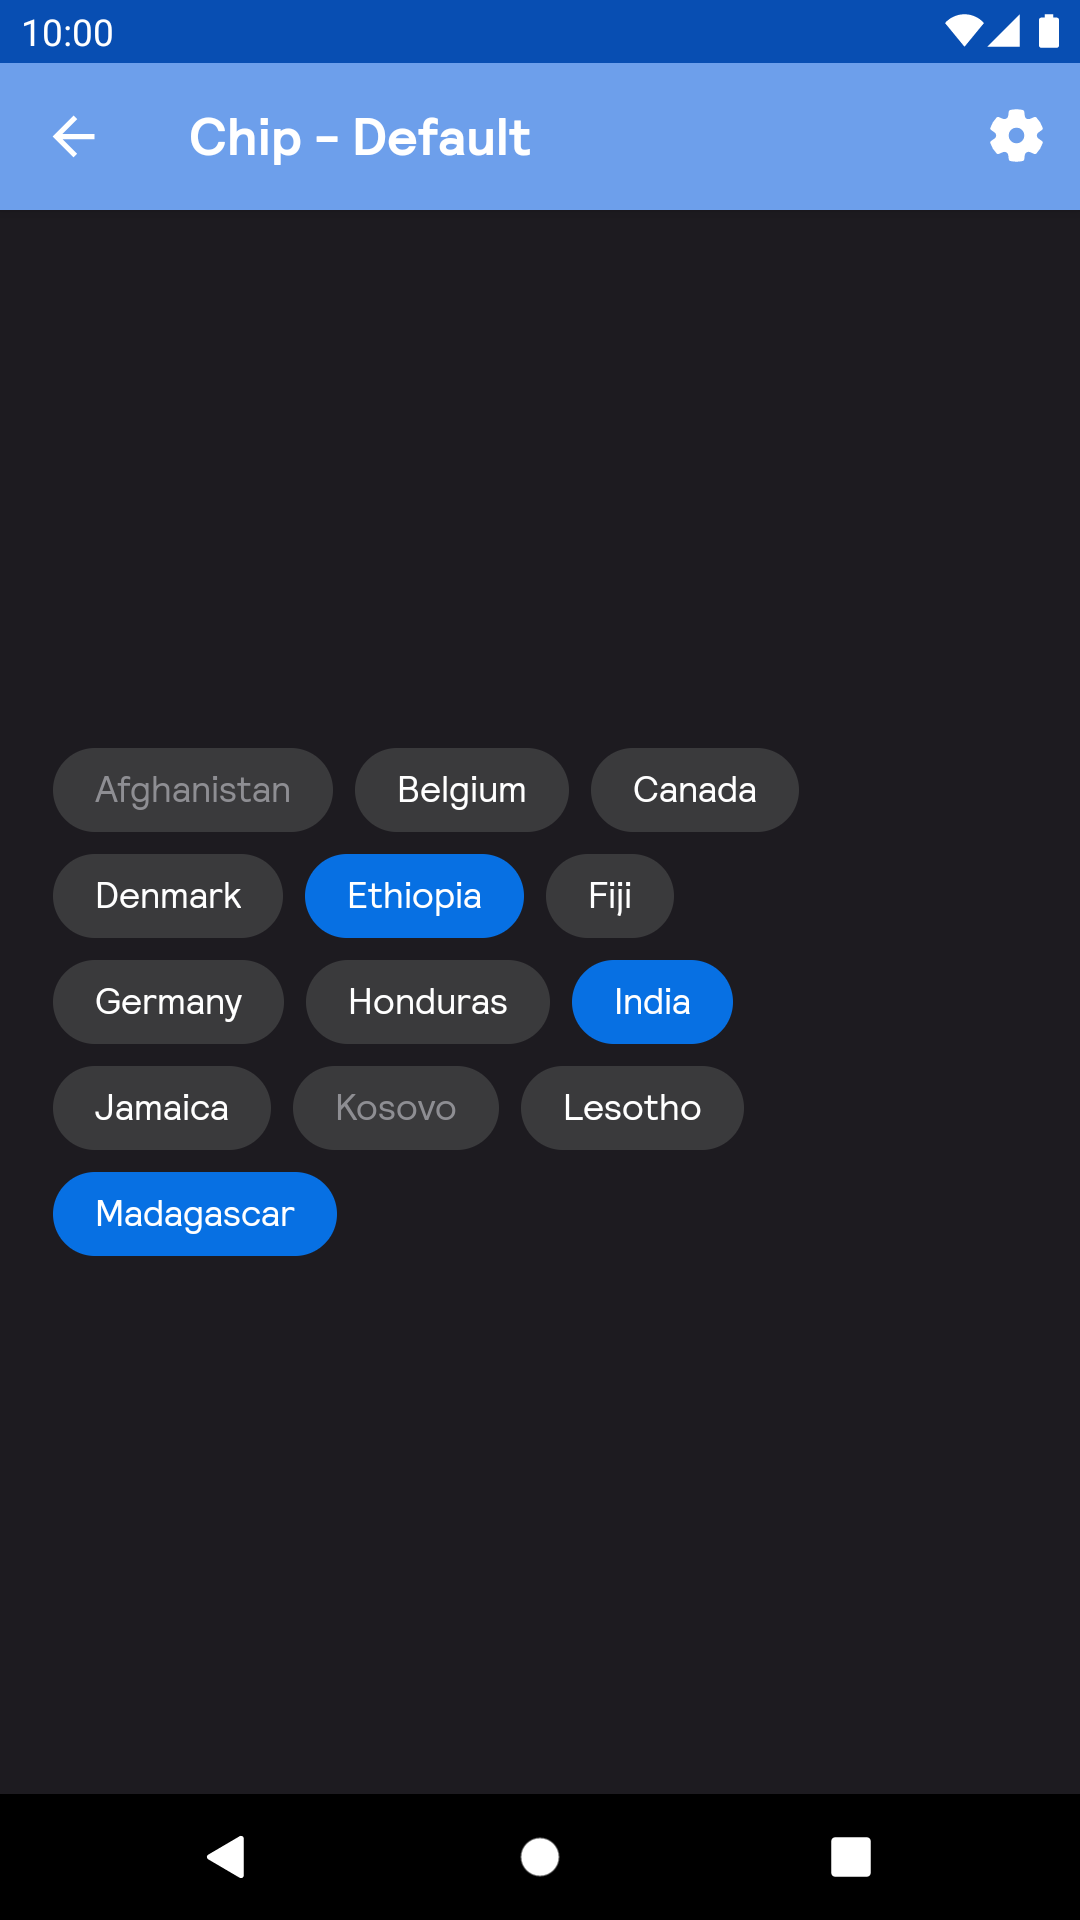 10:00
Chip - Default
Afghanistan Belgium Canada
Denmark Ethiopia Fiji
Germany Honduras India
Jamaica Kosovo Lesotho
Madagascar